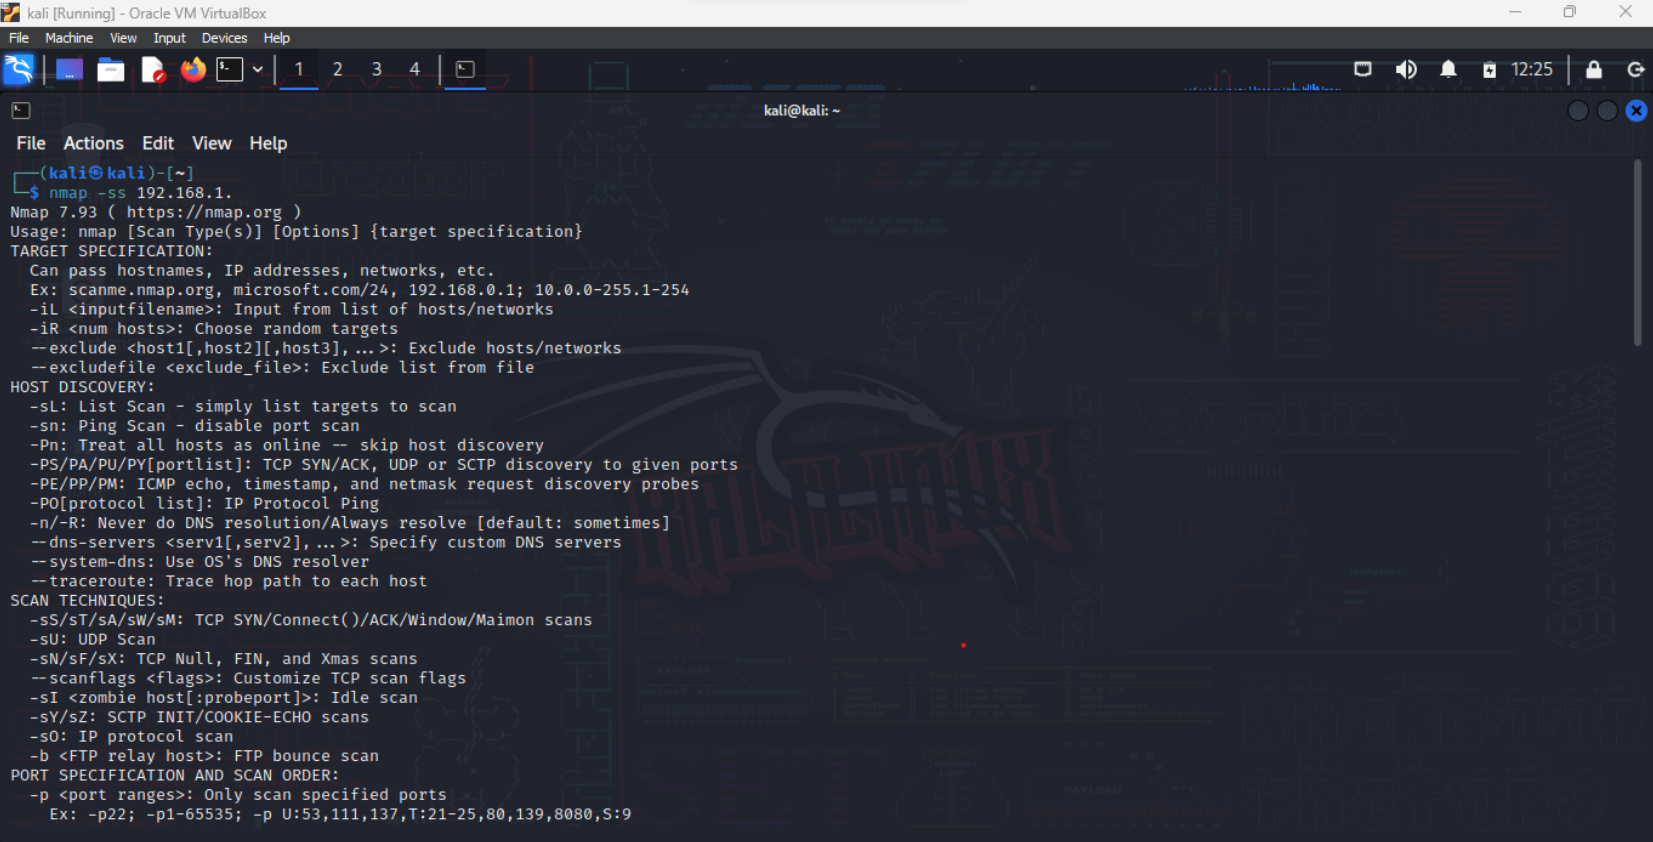 kali [Running] - Oracle VM VirtualBox
File Machine View Input Devices Help
1 2 3 4 12:25
kali@kali: ~
File Actions Edit View Help
┌──(kali㉿kali)-[~]
└─$ nmap -ss 192.168.1.
Nmap 7.93 ( https://nmap.org )
Usage: nmap [Scan Type(s)] [Options] {target specification}
TARGET SPECIFICATION:
  Can pass hostnames, IP addresses, networks, etc.
  Ex: scanme.nmap.org, microsoft.com/24, 192.168.0.1; 10.0.0-255.1-254
  -iL <inputfilename>: Input from list of hosts/networks
  -iR <num hosts>: Choose random targets
  --exclude <host1[,host2][,host3],...>: Exclude hosts/networks
  --excludefile <exclude_file>: Exclude list from file
HOST DISCOVERY:
  -sL: List Scan - simply list targets to scan
  -sn: Ping Scan - disable port scan
  -Pn: Treat all hosts as online -- skip host discovery
  -PS/PA/PU/PY[portlist]: TCP SYN/ACK, UDP or SCTP discovery to given ports
  -PE/PP/PM: ICMP echo, timestamp, and netmask request discovery probes
  -PO[protocol list]: IP Protocol Ping
  -n/-R: Never do DNS resolution/Always resolve [default: sometimes]
  --dns-servers <serv1[,serv2],...>: Specify custom DNS servers
  --system-dns: Use OS's DNS resolver
  --traceroute: Trace hop path to each host
SCAN TECHNIQUES:
  -sS/sT/sA/sW/sM: TCP SYN/Connect()/ACK/Window/Maimon scans
  -sU: UDP Scan
  -sN/sF/sX: TCP Null, FIN, and Xmas scans
  --scanflags <flags>: Customize TCP scan flags
  -sI <zombie host[:probeport]>: Idle scan
  -sY/sZ: SCTP INIT/COOKIE-ECHO scans
  -sO: IP protocol scan
  -b <FTP relay host>: FTP bounce scan
PORT SPECIFICATION AND SCAN ORDER:
  -p <port ranges>: Only scan specified ports
    Ex: -p22; -p1-65535; -p U:53,111,137,T:21-25,80,139,8080,S:9
KALI LINUX